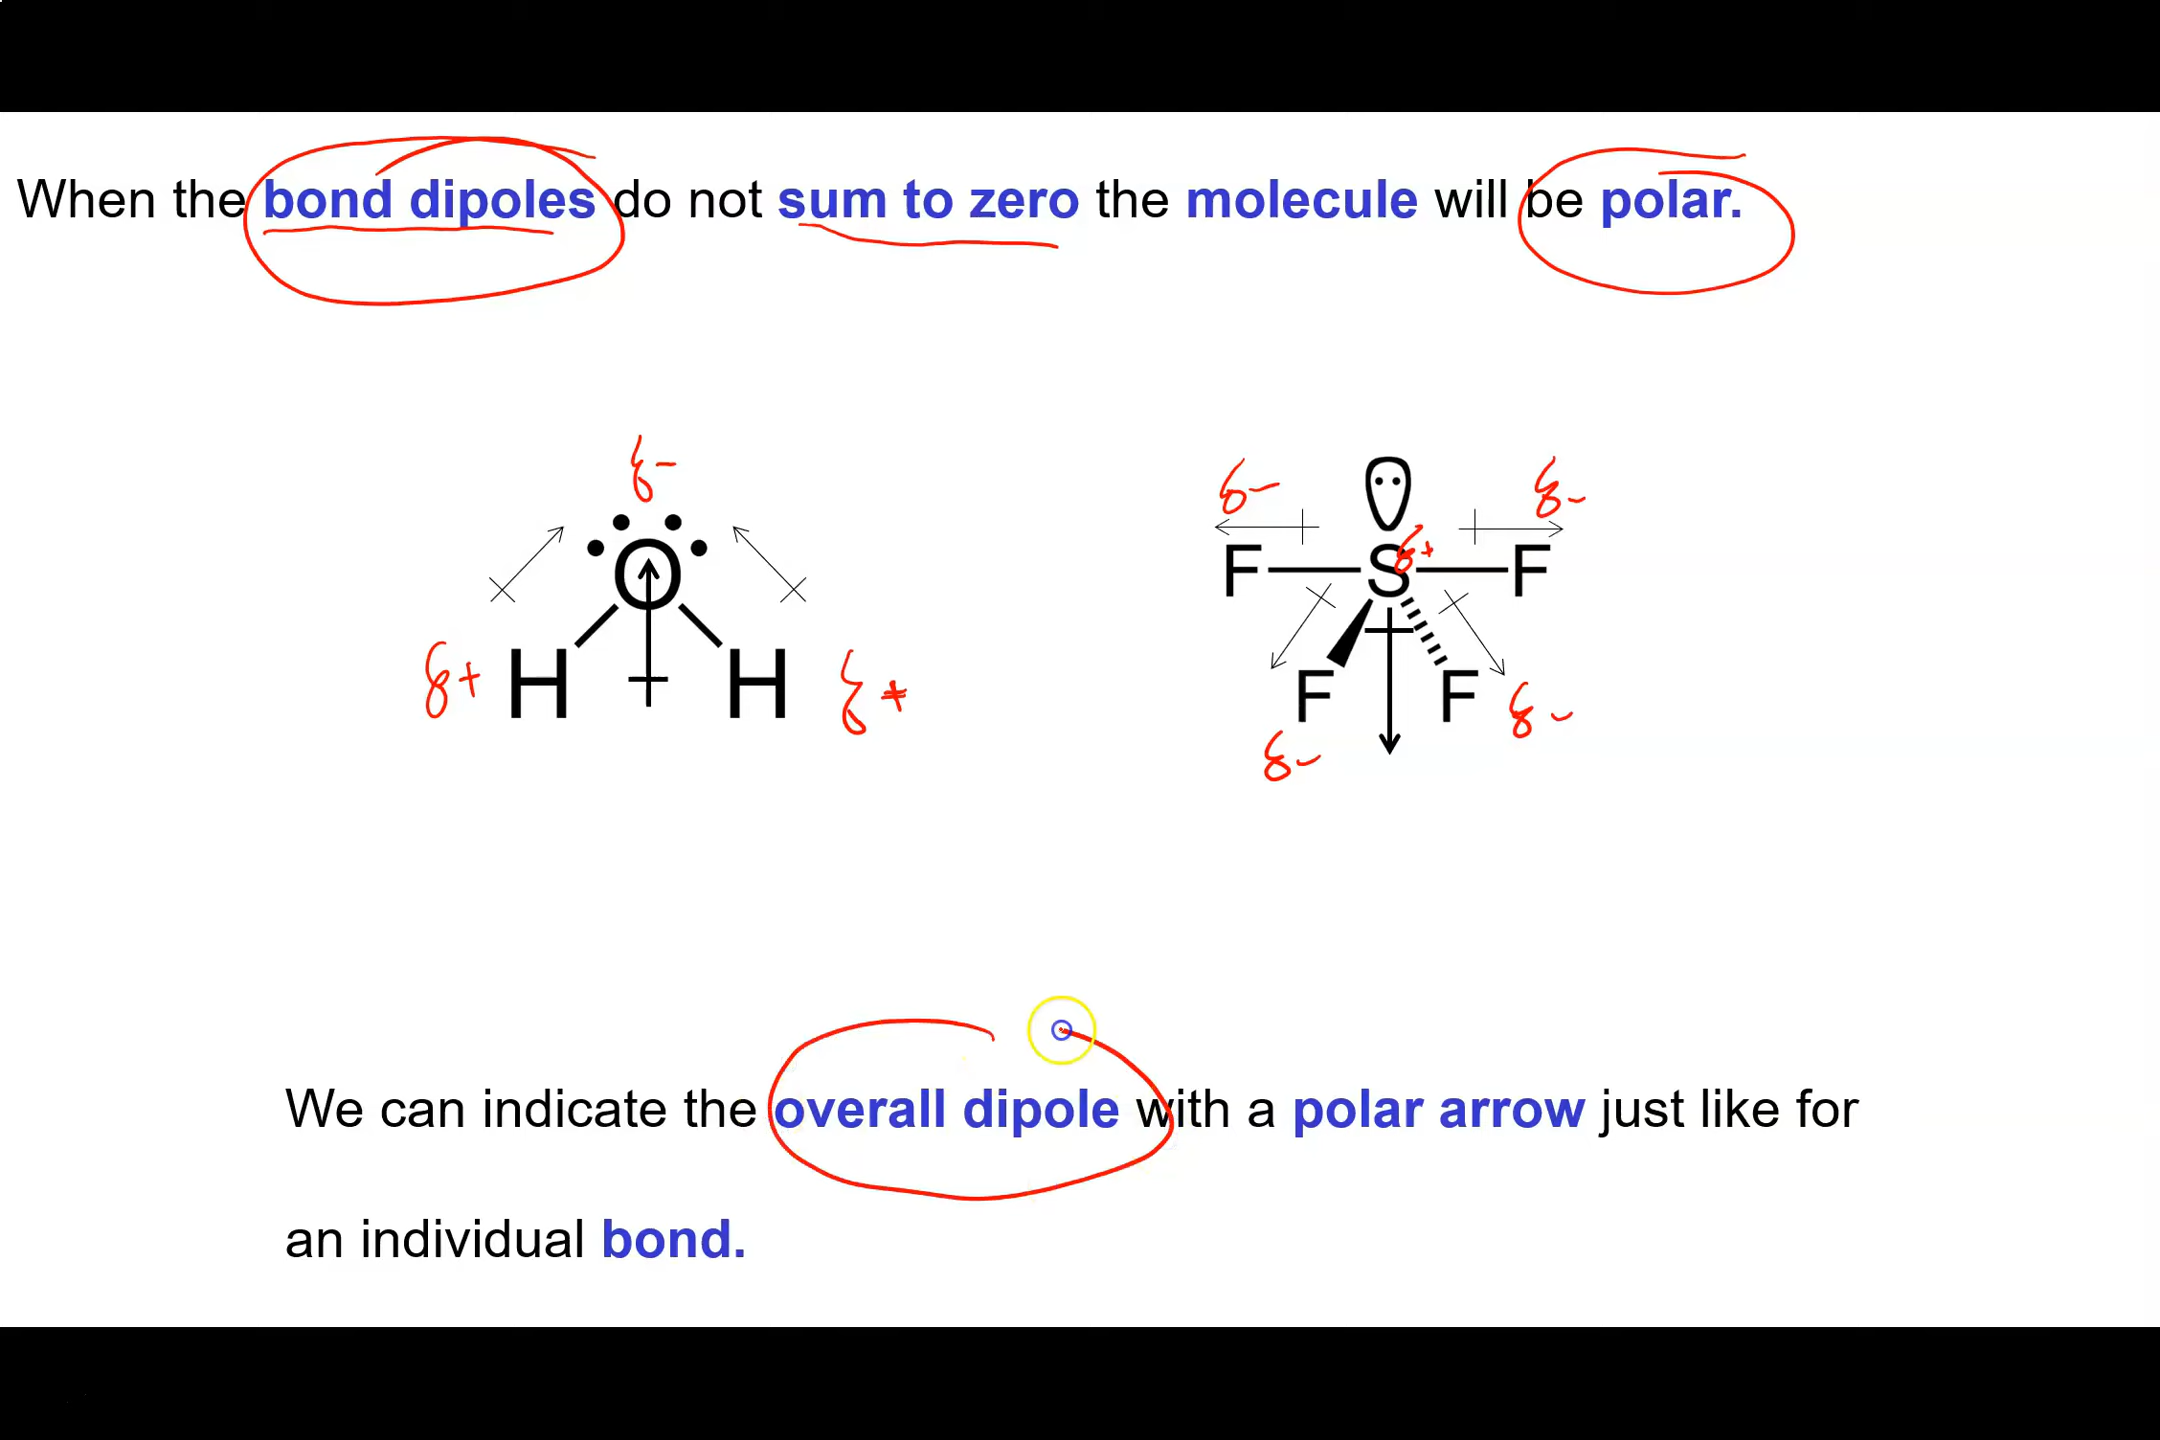 When the bond dipoles do not sum to zero the molecule will be polar.
δ-
δ- δ-
O
δ+
F S F
δ+ H H δ+
F F
δ-
δ-
We can indicate the overall dipole with a polar arrow just like for
an individual bond.